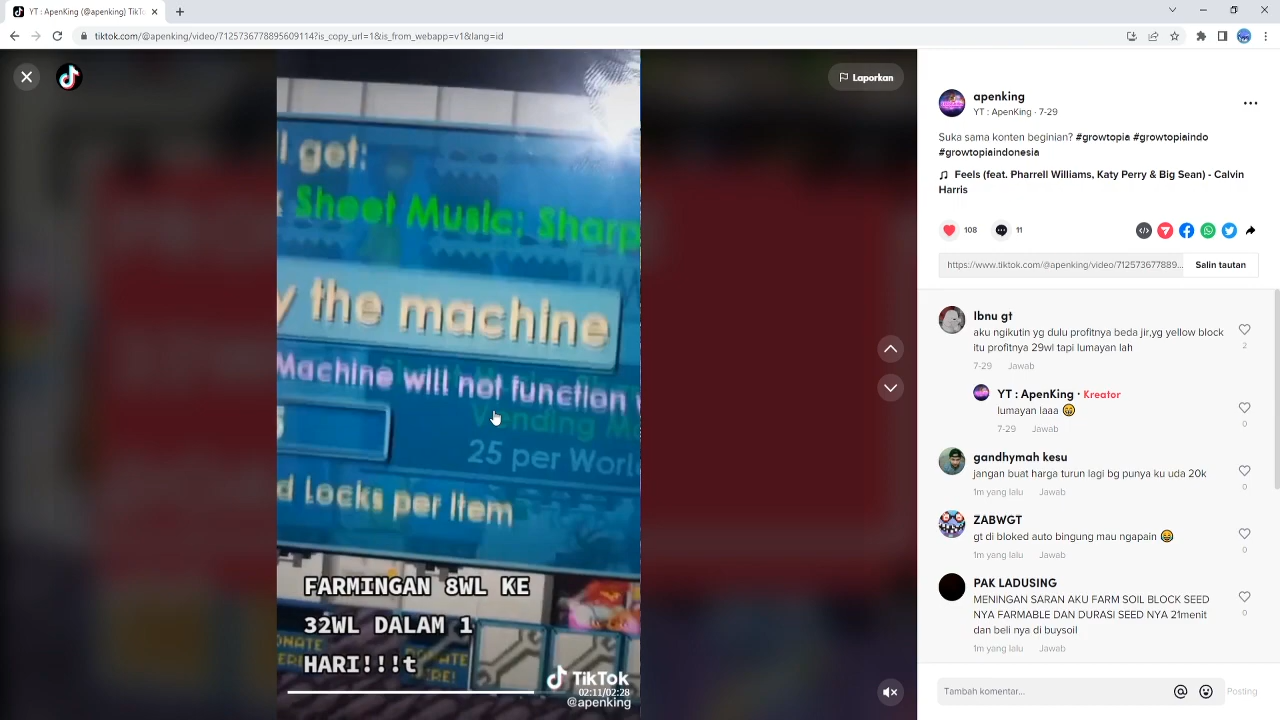 YT : ApenKing (@apenking) TikTo
tiktok.com/@apenking/video/7125736778895609114?is_copy_url=1&is_from_webapp=v1&lang=id
Laporkan
get:
Sheet Music: Sharp
the machine
Machine will not function
Vending
25 per World
Locks per Item
FARMINGAN 8WL KE
32WL DALAM 1
HARI!!!t
TikTok
02:11/02:28
@apenking
apenking
YT : ApenKing · 7-29
Suka sama konten beginian? #growtopia #growtopiaindo
#growtopiaindonesia
Feels (feat. Pharrell Williams, Katy Perry & Big Sean) - Calvin
Harris
108
11
https://www.tiktok.com/@apenking/video/712573677889...
Salin tautan
Ibnu gt
aku ngikutin yg dulu profitnya beda jir,yg yellow block
itu profitnya 29wl tapi lumayan lah
2
7-29 Jawab
YT : ApenKing · Kreator
lumayan laaa 😁
0
7-29 Jawab
gandhymah kesu
jangan buat harga turun lagi bg punya ku uda 20k
0
1m yang lalu Jawab
ZABWGT
gt di bloked auto bingung mau ngapain 😁
0
1m yang lalu Jawab
PAK LADUSING
MENINGAN SARAN AKU FARM SOIL BLOCK SEED
NYA FARMABLE DAN DURASI SEED NYA 21menit
dan beli nya di buysoil
0
1m yang lalu Jawab
Tambah komentar...
Posting